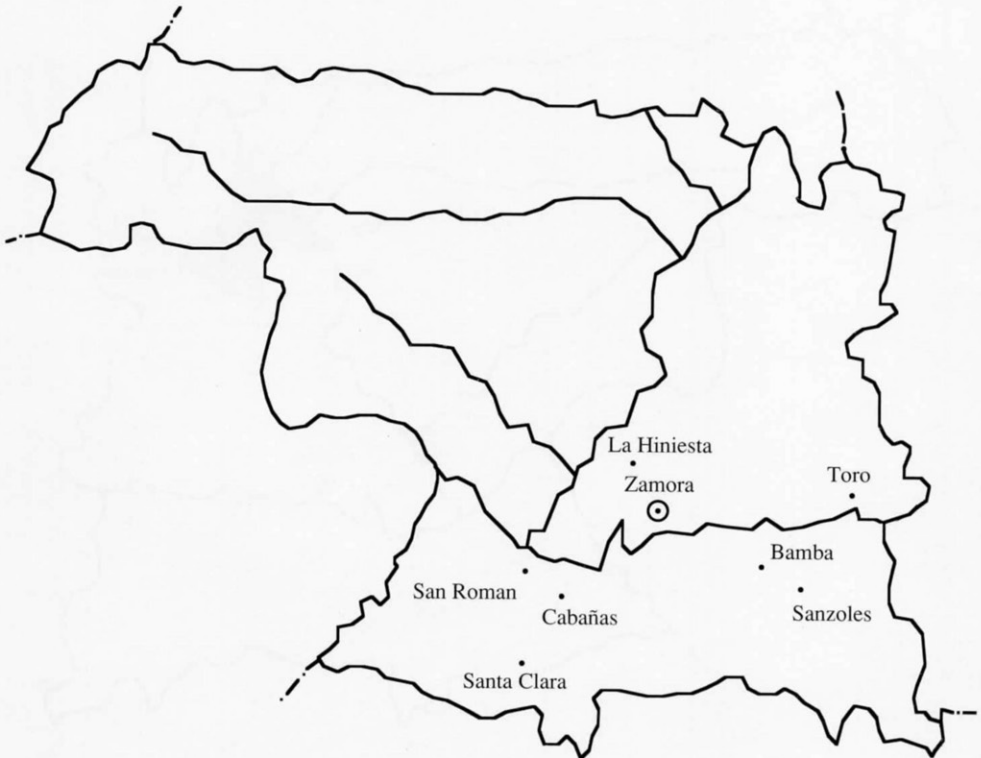 La Hiniesta
Zamora
Toro
Bamba
San Roman
Cabañas
Sanzoles
Santa Clara